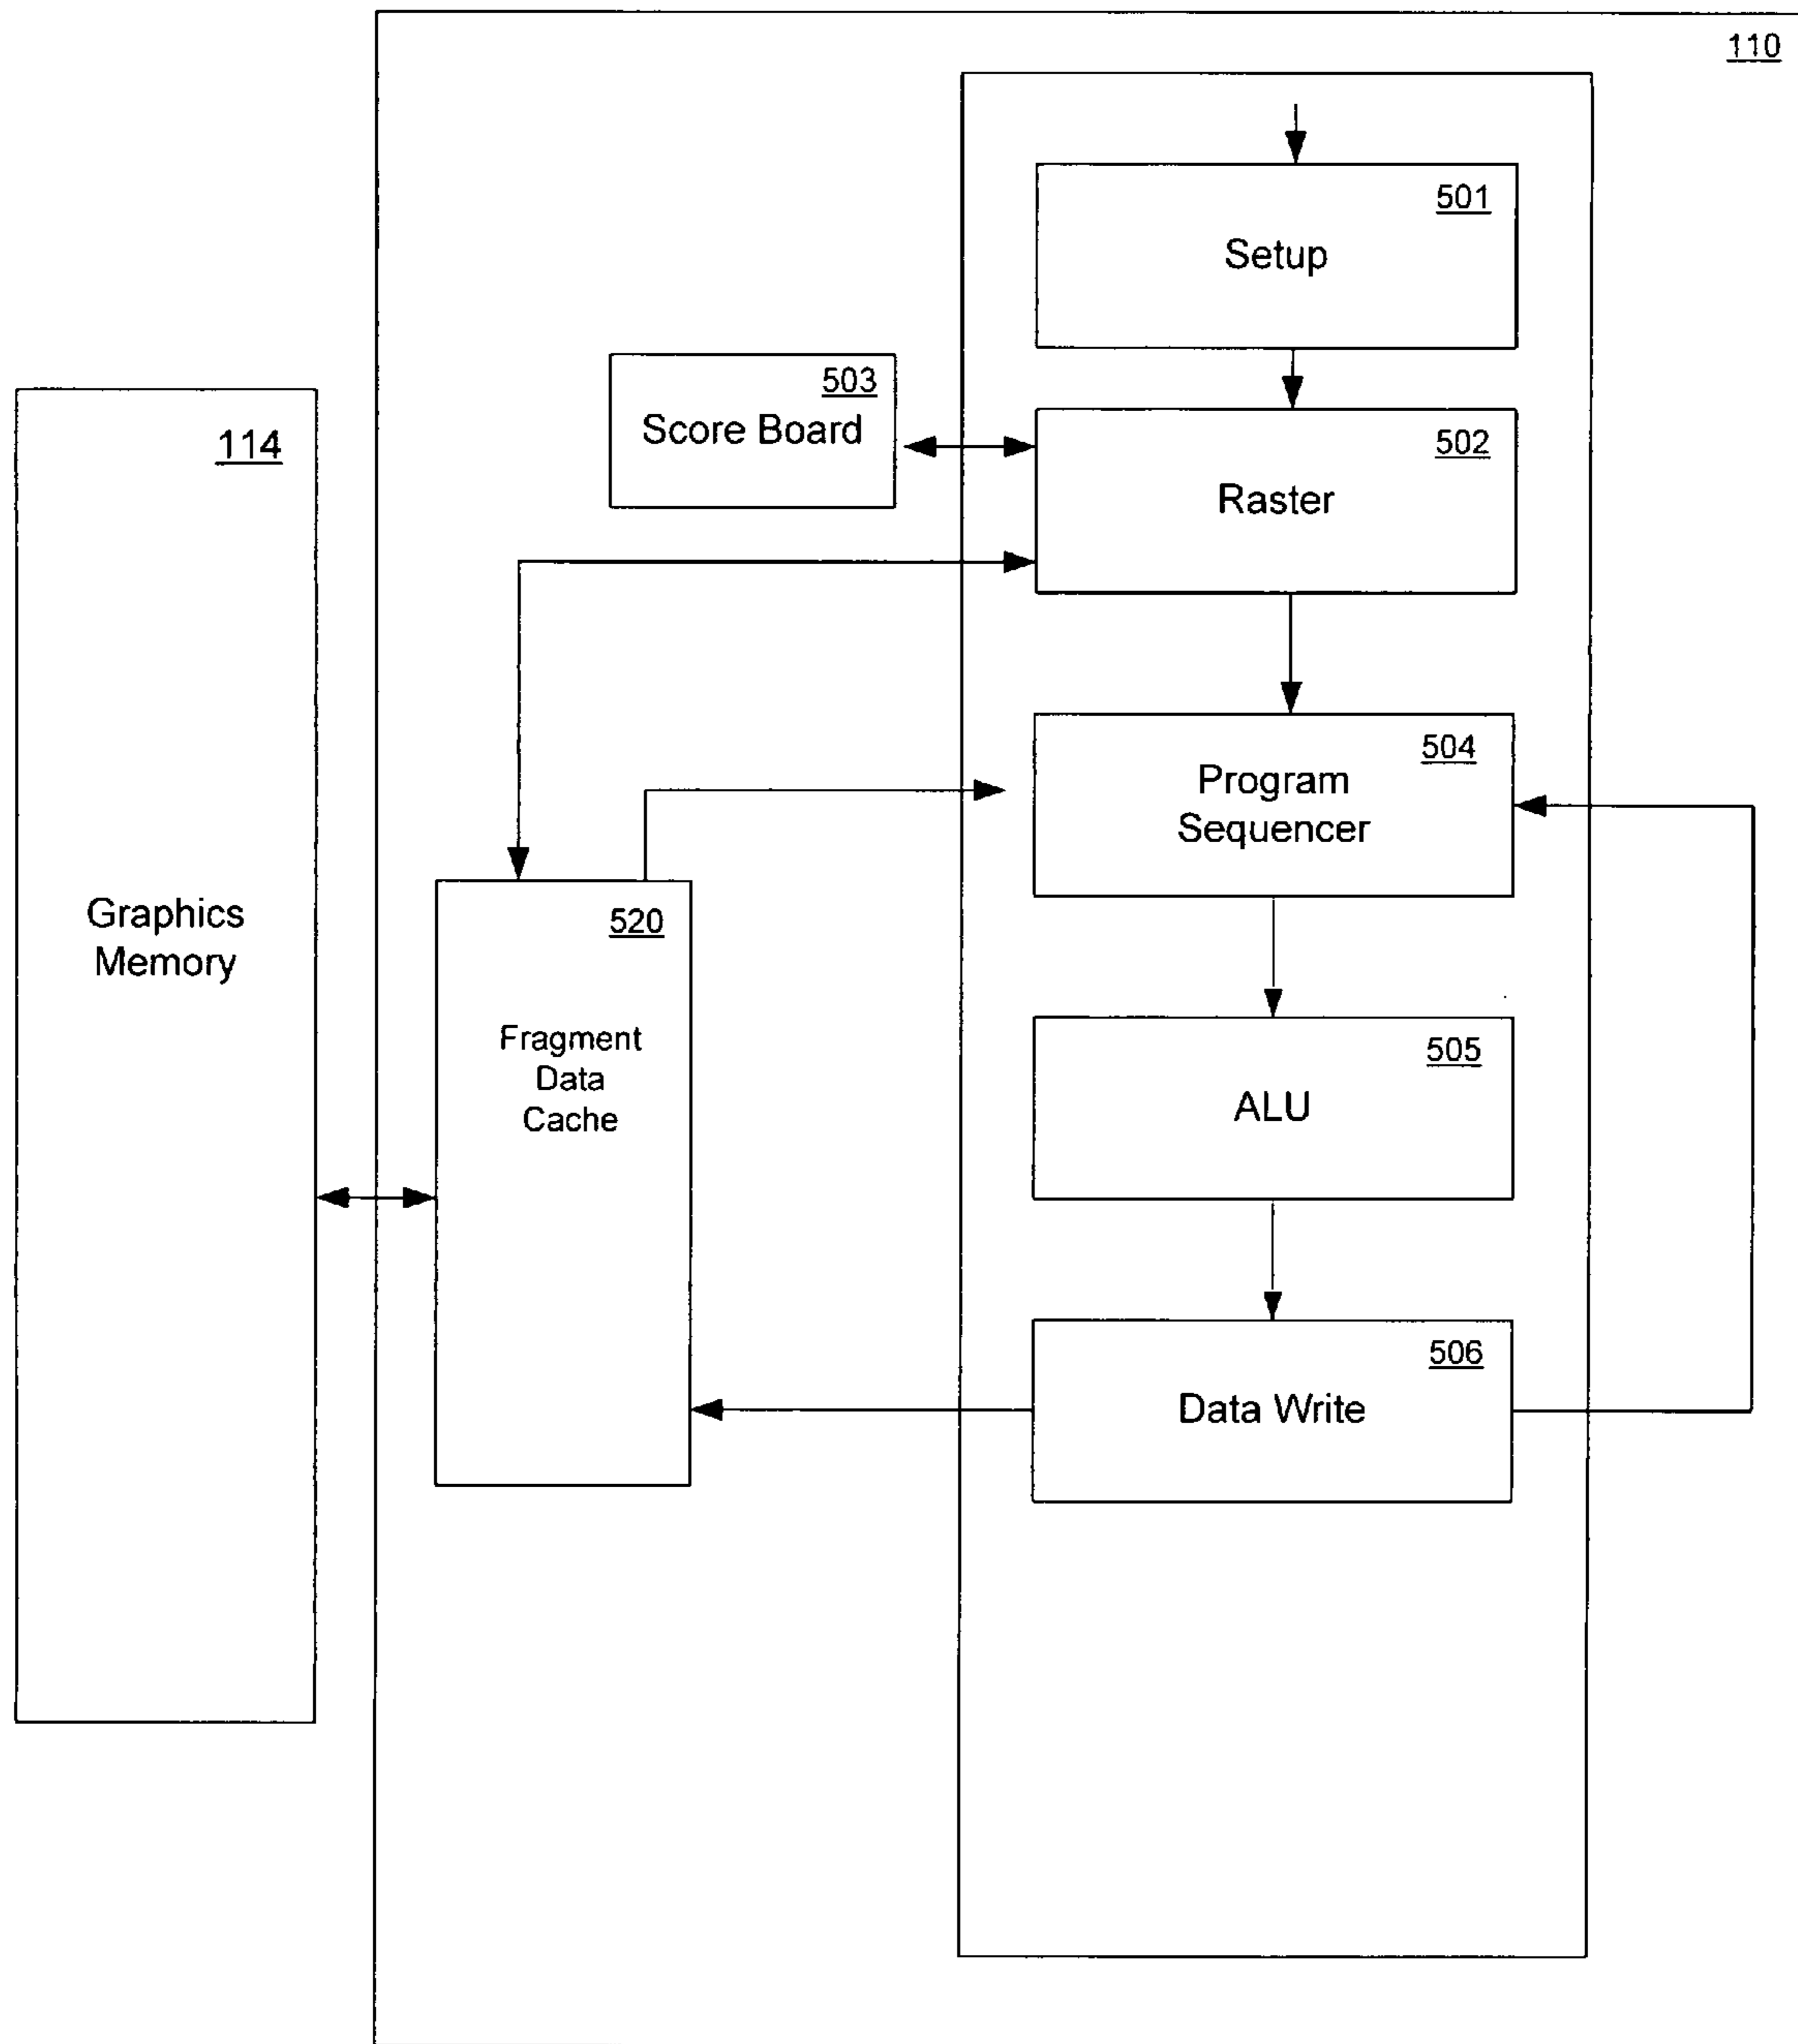 110
501
Setup
503
Score Board
502
Raster
114
Graphics
Memory
504
Program
Sequencer
520
Fragment
Data
Cache
505
ALU
506
Data Write